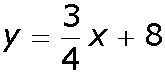 y = 3/4 x + 8